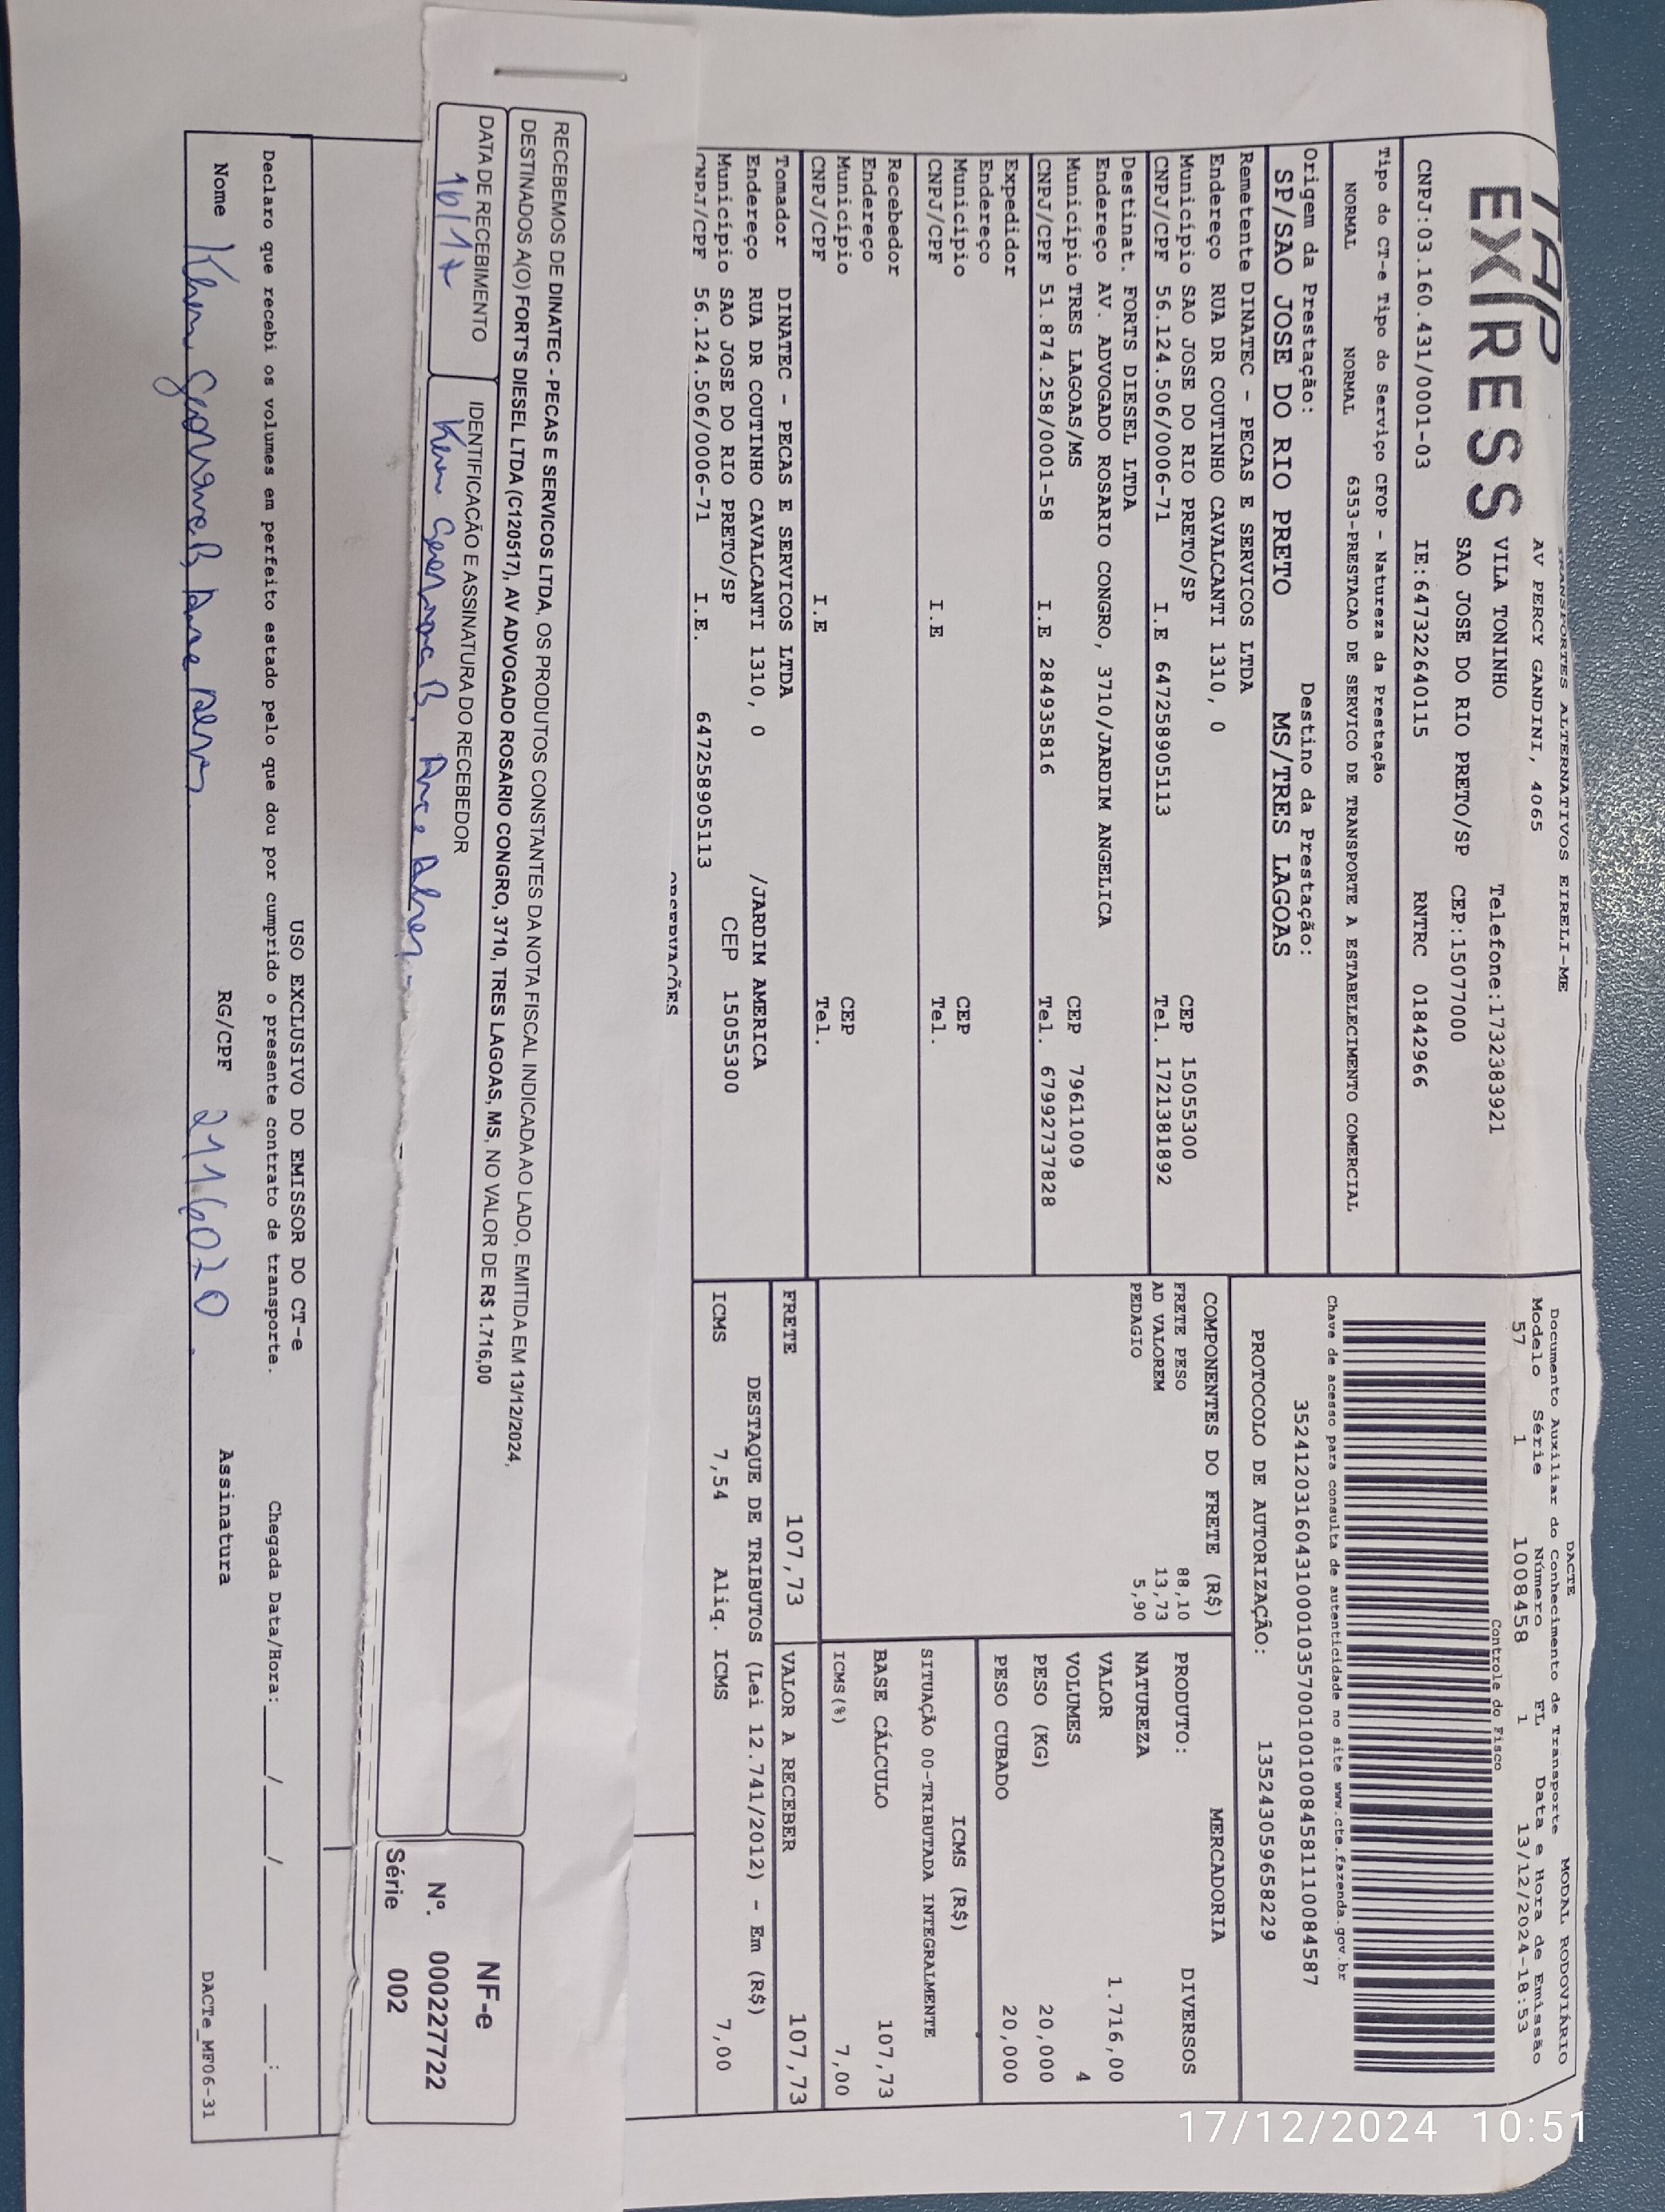 TAP
EXPRESS
TRANSPORTES ALTERNATIVOS EIRELI-ME
AV PERCY GANDINI, 4065
VILA TONINHO Telefone:1732383921
SAO JOSE DO RIO PRETO/SP CEP:15077000
CNPJ:03.160.431/0001-03 IE:647322640115 RNTRC 01842966
DACTE MODAL RODOVIÁRIO
Documento Auxiliar do Conhecimento de Transporte
Modelo Série Número FL Data e Hora de Emissão
57 1 1008458 1 13/12/2024-18:53
Controle do Fisco
Tipo do CT-e Tipo do Serviço CFOP - Natureza da Prestação
NORMAL NORMAL 6353-PRESTACAO DE SERVICO DE TRANSPORTE A ESTABELECIMENTO COMERCIAL
Chave de acesso para consulta de autenticidade no site www.cte.fazenda.gov.br
35241203160431000103570010010084581110084587
Origem da Prestação: Destino da Prestação:
SP/SAO JOSE DO RIO PRETO MS/TRES LAGOAS
PROTOCOLO DE AUTORIZAÇÃO: 135243059658229
Remetente DINATEC - PECAS E SERVICOS LTDA
Endereço RUA DR COUTINHO CAVALCANTI 1310, 0
Município SAO JOSE DO RIO PRETO/SP CEP 15055300
CNPJ/CPF 56.124.506/0006-71 I.E 647258905113 Tel. 1721381892
Destinat. FORTS DIESEL LTDA
Endereço AV. ADVOGADO ROSARIO CONGRO, 3710/JARDIM ANGELICA
Município TRES LAGOAS/MS CEP 79611009
CNPJ/CPF 51.874.258/0001-58 I.E 284935816 Tel. 67992737828
Expedidor
Endereço
Município CEP
CNPJ/CPF I.E Tel.
Recebedor
Endereço
Município CEP
CNPJ/CPF I.E Tel.
COMPONENTES DO FRETE (R$)
FRETE PESO 88,10
AD VALOREM 13,73
PEDAGIO 5,90
MERCADORIA
PRODUTO: DIVERSOS
NATUREZA
VALOR 1.716,00
VOLUMES 4
PESO (KG) 20,000
PESO CUBADO 20,000
ICMS (R$)
SITUAÇÃO 00-TRIBUTADA INTEGRALMENTE
BASE CÁLCULO 107,73
ICMS(%) 7,00
Tomador DINATEC - PECAS E SERVICOS LTDA
Endereço RUA DR COUTINHO CAVALCANTI 1310, 0 /JARDIM AMERICA
Município SAO JOSE DO RIO PRETO/SP CEP 15055300
CNPJ/CPF 56.124.506/0006-71 I.E. 647258905113
FRETE 107,73 VALOR A RECEBER 107,73
DESTAQUE DE TRIBUTOS (Lei 12.741/2012) - Em (R$)
ICMS 7,54 Aliq. ICMS 7,00
OBSERVAÇÕES
RECEBEMOS DE DINATEC - PECAS E SERVICOS LTDA, OS PRODUTOS CONSTANTES DA NOTA FISCAL INDICADA AO LADO, EMITIDA EM 13/12/2024,
DESTINADOS A(O) FORT'S DIESEL LTDA (C120517), AV ADVOGADO ROSARIO CONGRO, 3710, TRES LAGOAS, MS, NO VALOR DE R$ 1.716,00
DATA DE RECEBIMENTO IDENTIFICAÇÃO E ASSINATURA DO RECEBEDOR
NF-e
Nº. 000227722
Série 002
USO EXCLUSIVO DO EMISSOR DO CT-e
Declaro que recebi os volumes em perfeito estado pelo que dou por cumprido o presente contrato de transporte. Chegada Data/Hora:___/___/___ ___:___
Nome RG/CPF 2116020 Assinatura
DACTe_MF06-31
17/12/2024 10:51